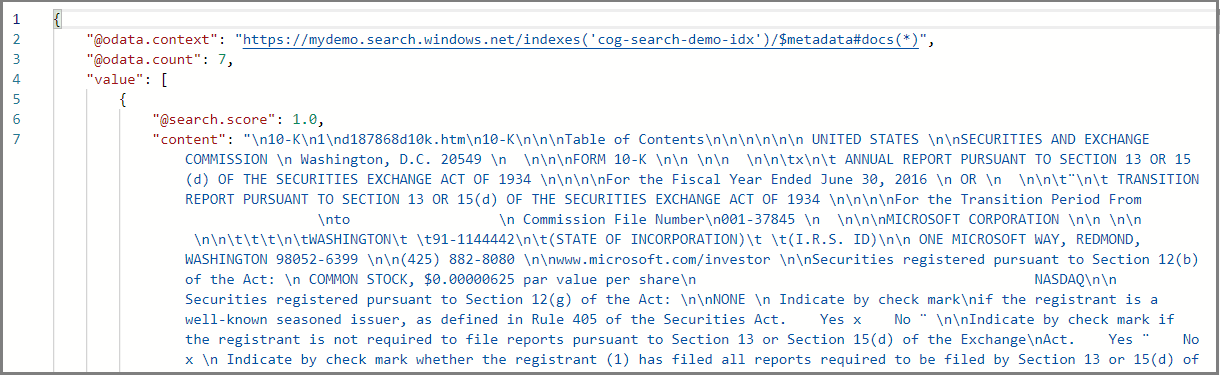 1 {
2 "@odata.context": "https://mydemo.search.windows.net/indexes('cog-search-demo-idx')/$metadata#docs(*)",
3 "@odata.count": 7,
4 "value": [
5 {
6 "@search.score": 1.0,
7 "content": "\n10-K\n1\nd187868d10k.htm\n10-K\n\n\nTable of Contents\n\n\n\n\n\n UNITED STATES \n\nSECURITIES AND EXCHANGE
COMMISSION \n Washington, D.C. 20549 \n  \n\n\nFORM 10-K \n\n \n\n  \n\n\tx\n\t ANNUAL REPORT PURSUANT TO SECTION 13 OR 15
(d) OF THE SECURITIES EXCHANGE ACT OF 1934 \n\n\n\nFor the Fiscal Year Ended June 30, 2016 \n OR \n  \n\n\t¨\n\t TRANSITION
REPORT PURSUANT TO SECTION 13 OR 15(d) OF THE SECURITIES EXCHANGE ACT OF 1934 \n\n\n\nFor the Transition Period From
\nto \n Commission File Number\n001-37845 \n  \n\n\nMICROSOFT CORPORATION \n\n \n\n
\n\n\t\t\t\n\tWASHINGTON\t \t91-1144442\n\t(STATE OF INCORPORATION)\t \t(I.R.S. ID)\n\n ONE MICROSOFT WAY, REDMOND,
WASHINGTON 98052-6399 \n\n(425) 882-8080 \n\nwww.microsoft.com/investor \n\nSecurities registered pursuant to Section 12(b)
of the Act: \n COMMON STOCK, $0.00000625 par value per share\n NASDAQ\n\n
Securities registered pursuant to Section 12(g) of the Act: \n\nNONE \n Indicate by check mark\nif the registrant is a
well-known seasoned issuer, as defined in Rule 405 of the Securities Act. Yes x No ¨ \n\nIndicate by check mark if
the registrant is not required to file reports pursuant to Section 13 or Section 15(d) of the Exchange\nAct. Yes ¨ No
x \n Indicate by check mark whether the registrant (1) has filed all reports required to be filed by Section 13 or 15(d) of